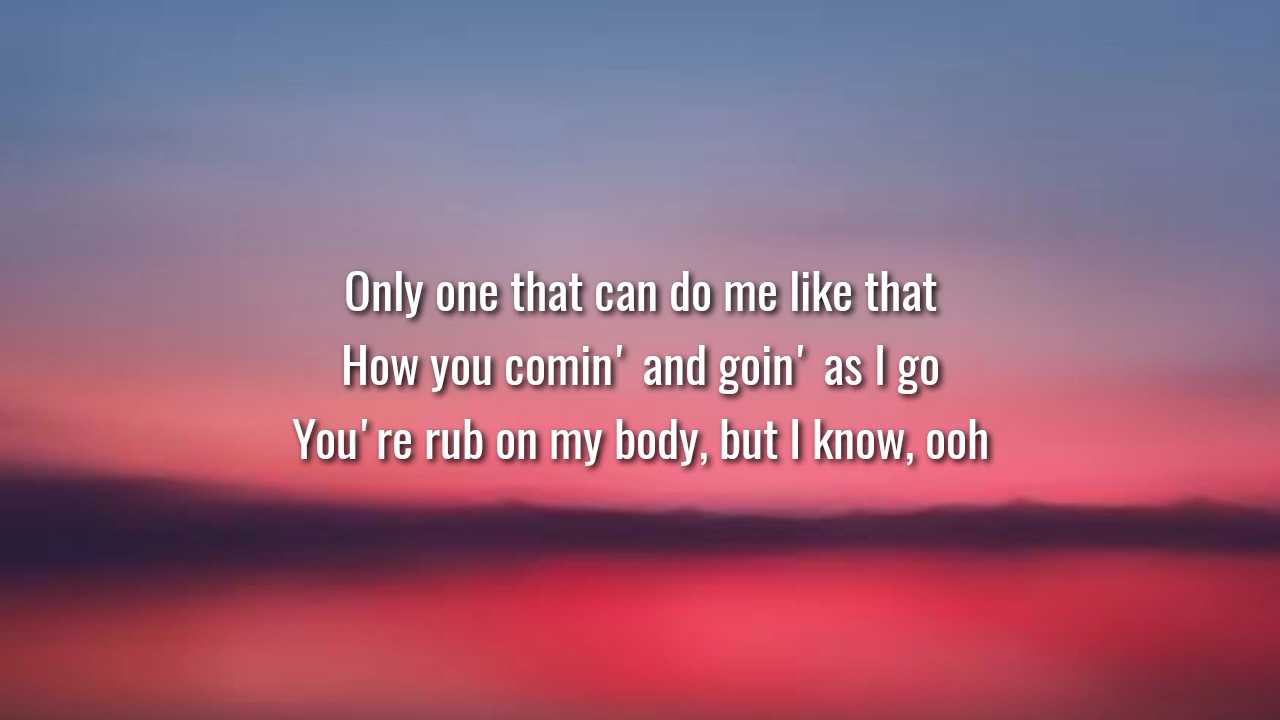 Only one that can do me like that
How you comin' and goin' as I go
You're rub on my body, but I know, ooh